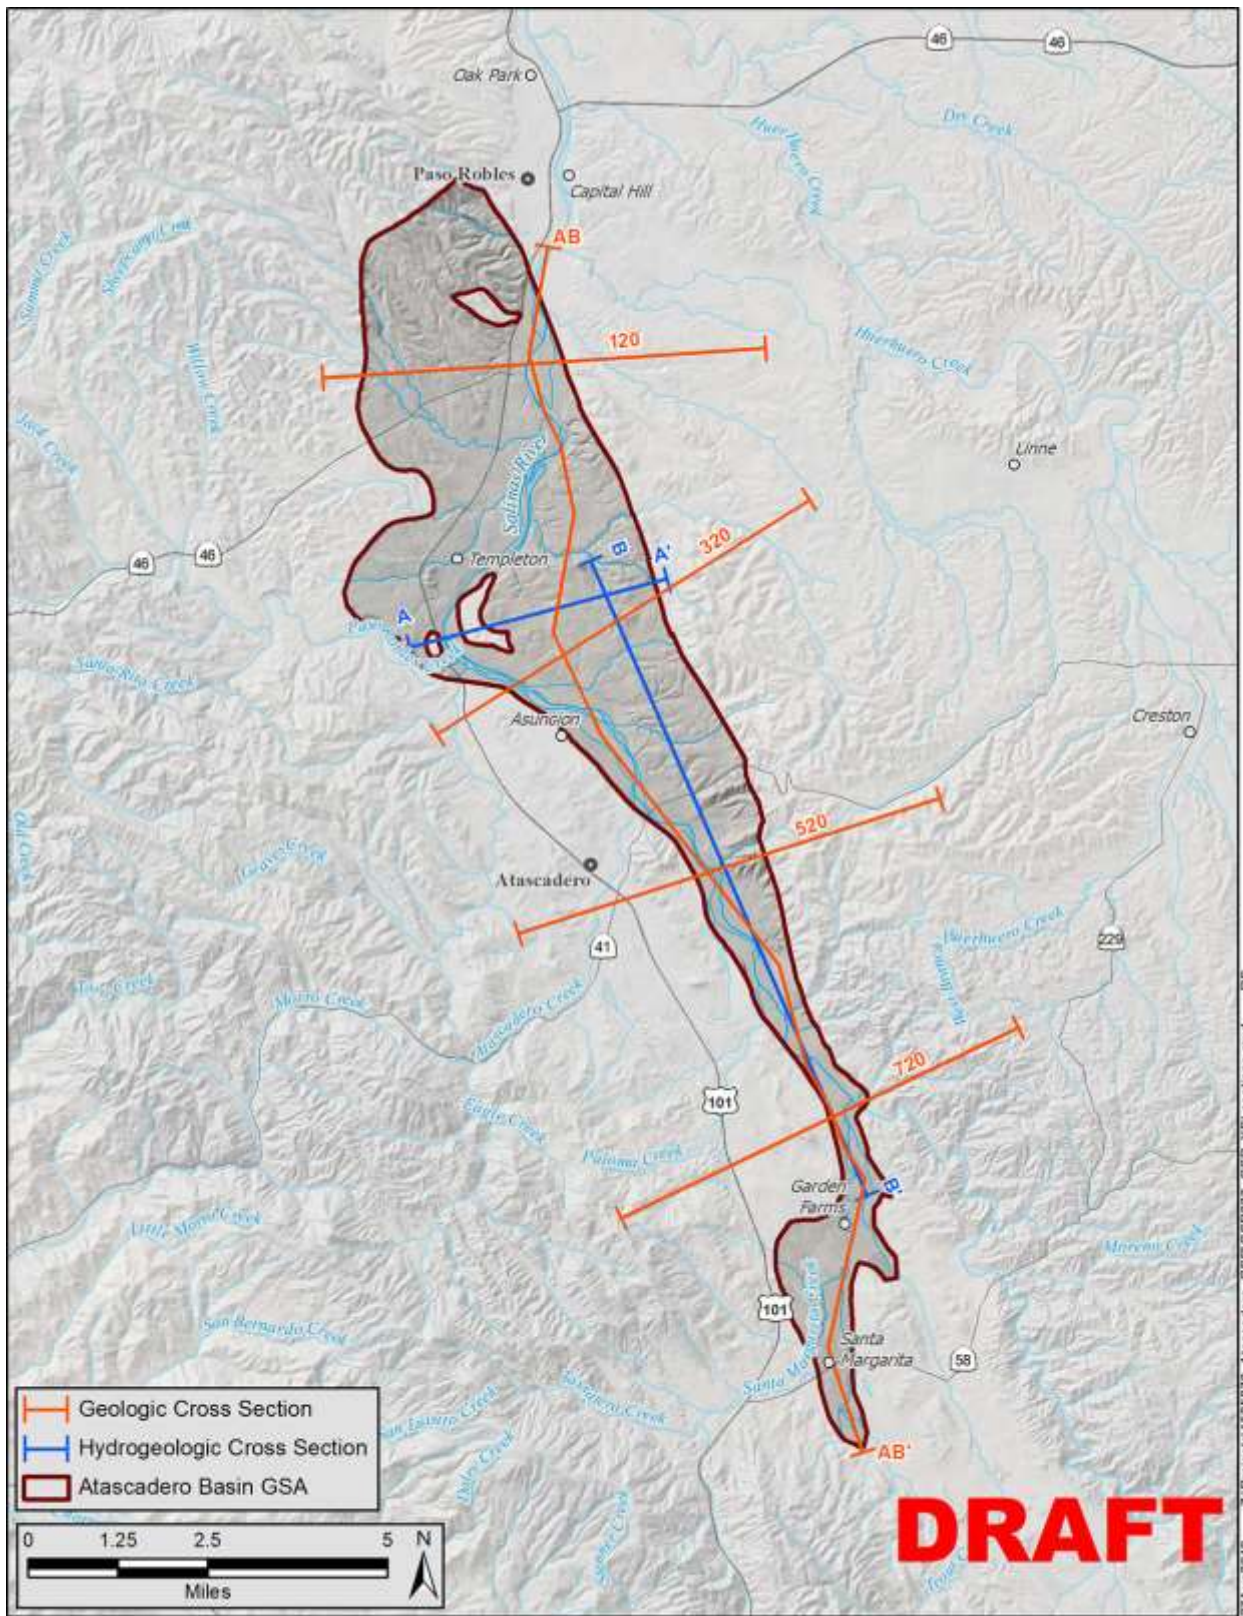 46
46
Oak Park
Dry Creek
Huerhuero Creek
Paso Robles
Capital Hill
AB
Summit Creek
Sheepcamp Creek
120
Huerhuero Creek
Willow Creek
Jack Creek
Linne
Salinas River
320
46
46
Templeton
B
A'
A
Santa Rita Creek
Asuncion
Creston
520
Old Creek
Graves Creek
Atascadero
41
Huerhuero Creek
229
Toro Creek
Morro Creek
Atascadero Creek
720
101
Eagle Creek
Paloma Creek
Garden
Farms
B'
Little Morro Creek
Moreno Creek
101
San Bernardo Creek
Santa Margarita Creek
Santa
Margarita
58
Tassajera Creek
AB'
Geologic Cross Section
Hydrogeologic Cross Section
Atascadero Basin GSA
DRAFT
0 1.25 2.5 5 N
Miles